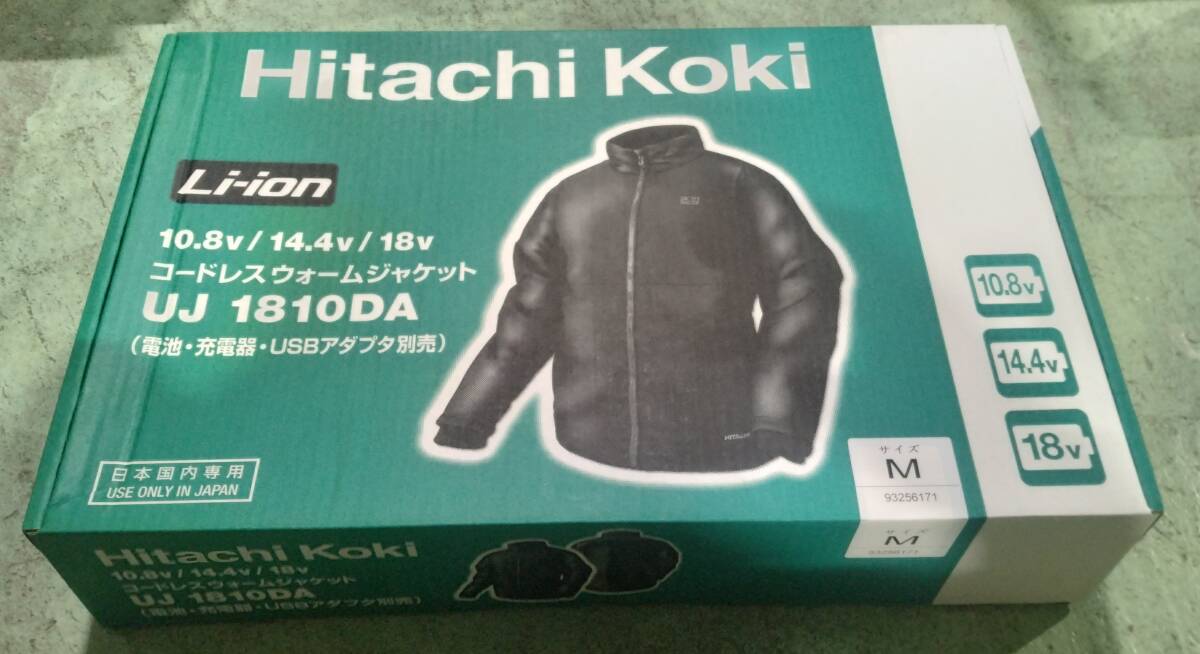 Hitachi Koki
Li-ion
10.8v / 14.4v / 18v
コードレスウォームジャケット
UJ 1810DA
(電池・充電器・USBアダプタ別売)
日本国内専用
USE ONLY IN JAPAN
10.8v
14.4v
18v
サイズ
M
93256171
サイズ
M
93256171
Hitachi Koki
10.8v / 14.4v / 18v
コードレスウォームジャケット
UJ 1810DA
(電池・充電器・USBアダプタ別売)